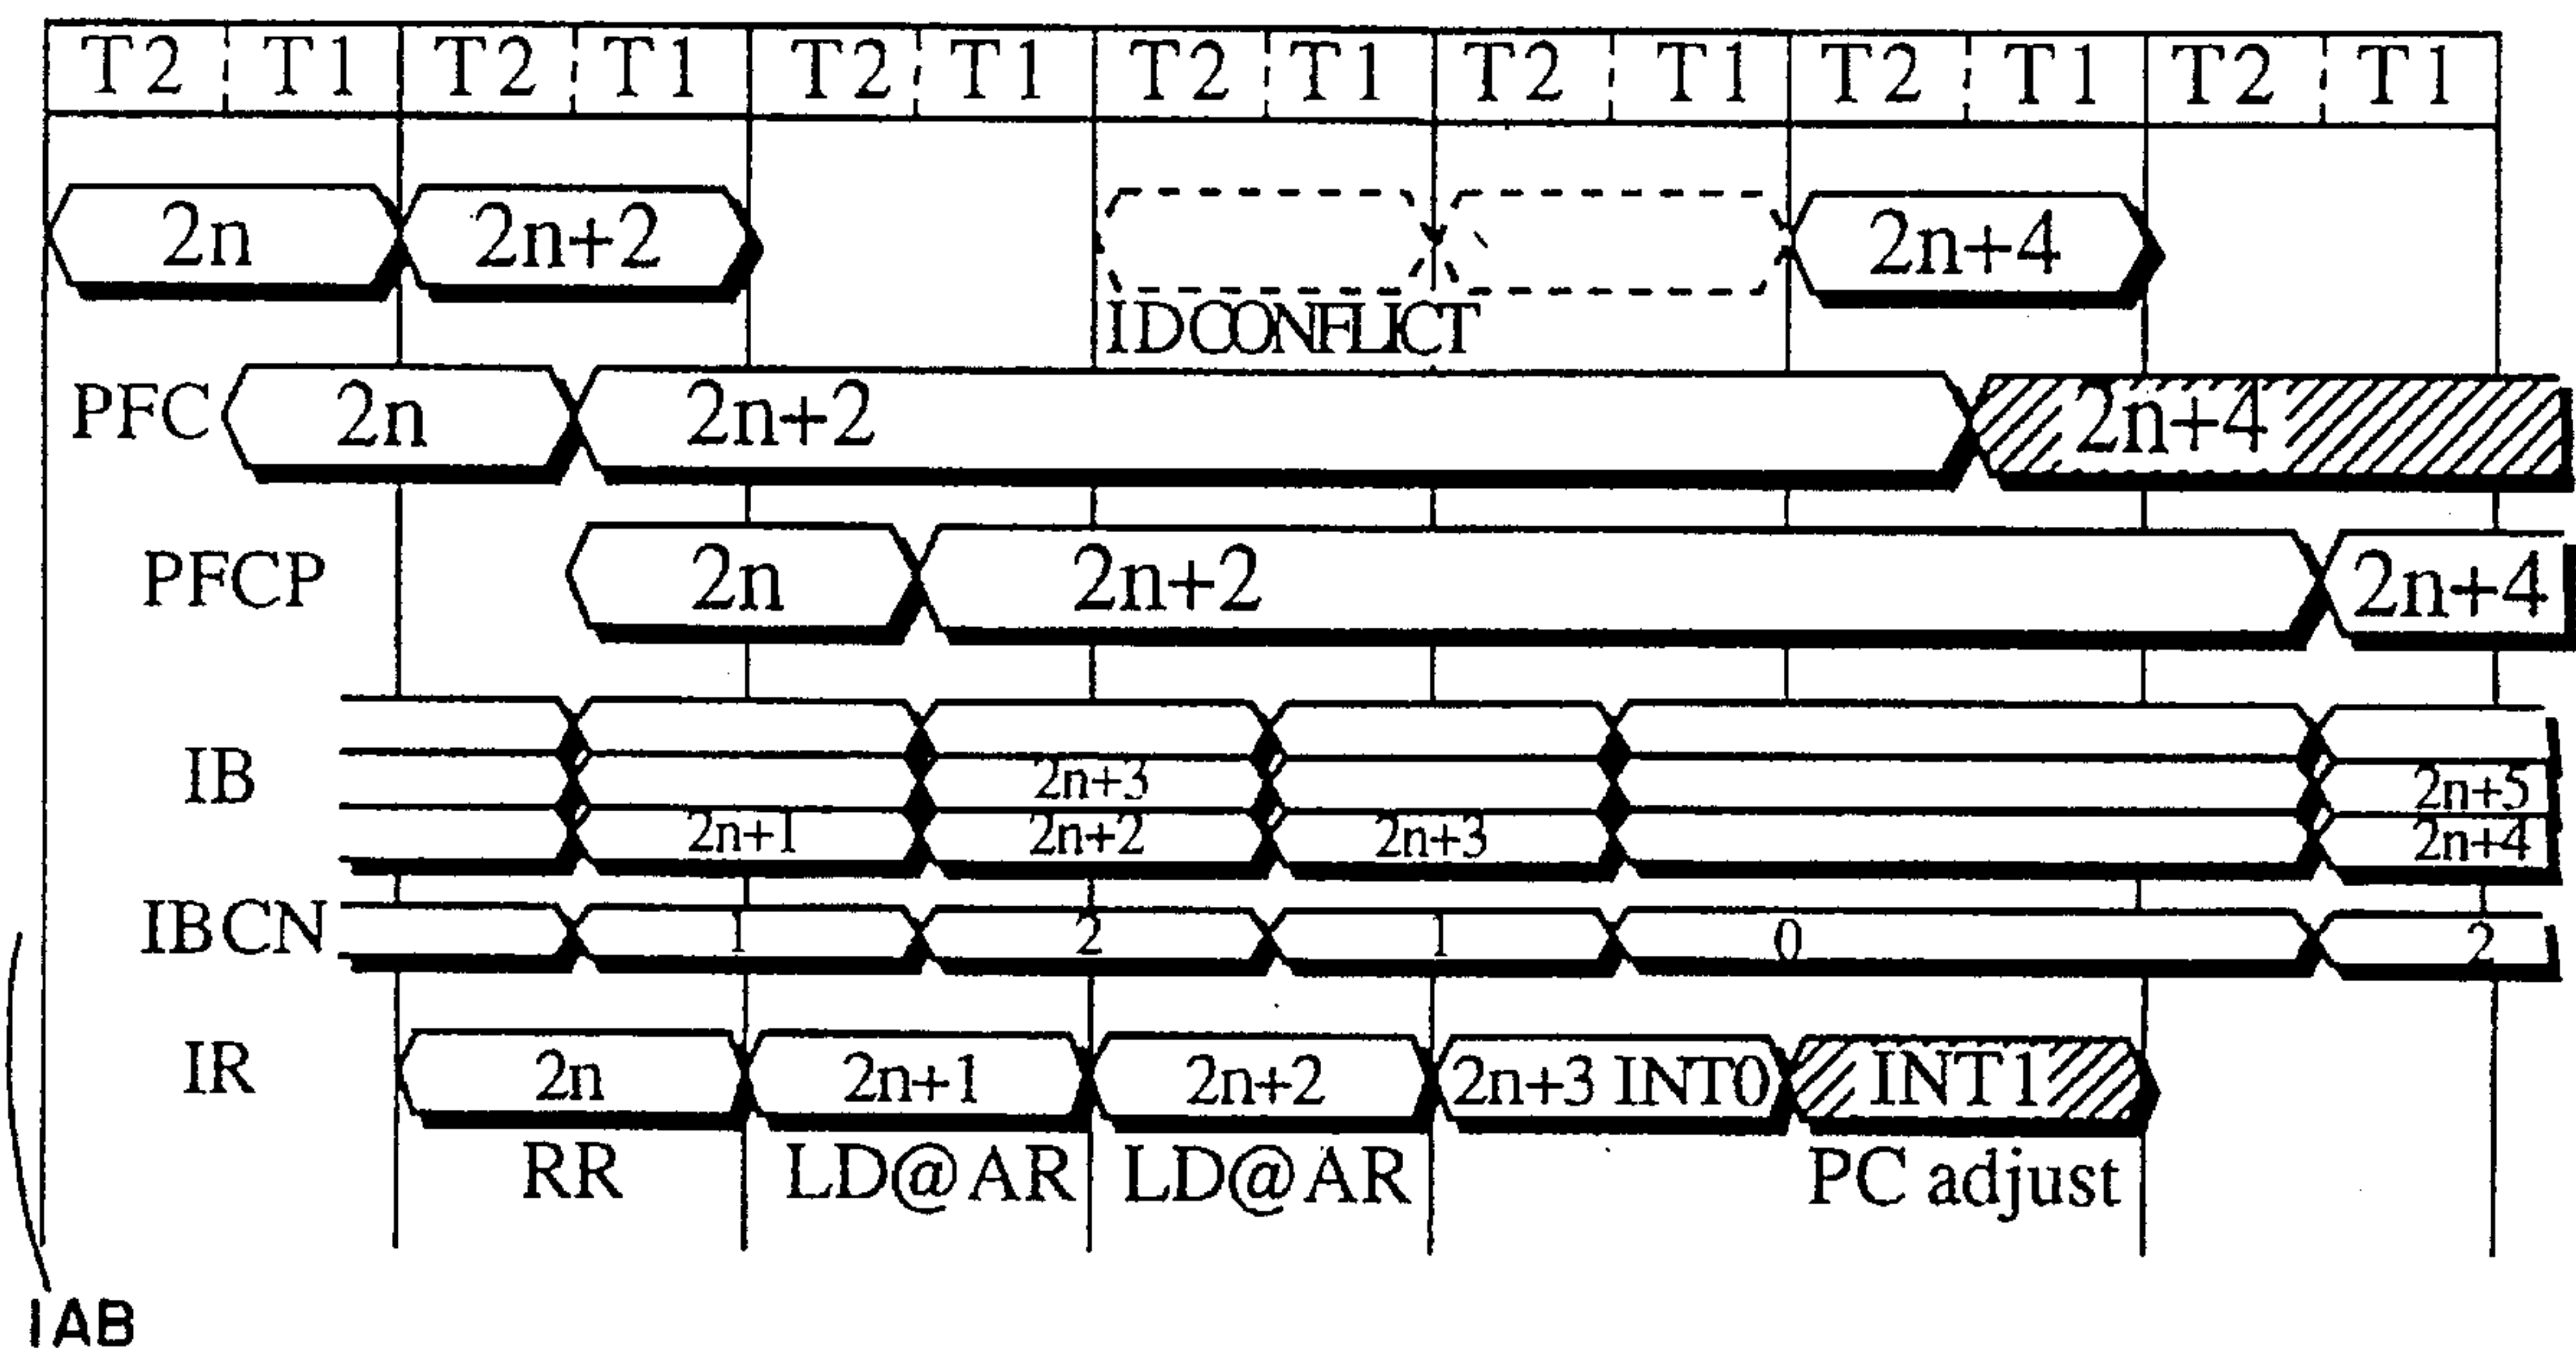 T2 T1 T2 T1 T2 T1 T2 T1 T2 T1 T2 T1 T2 T1
2n 2n+2 2n+4
ID CONFLICT
PFC 2n 2n+2 2n+4
PFCP 2n 2n+2 2n+4
IB
2n+3 2n+5
2n+1 2n+2 2n+3 2n+4
IBCN 1 2 1 0 2
IR 2n 2n+1 2n+2 2n+3 INT0 INT1
RR LD@AR LD@AR PC adjust
IAB